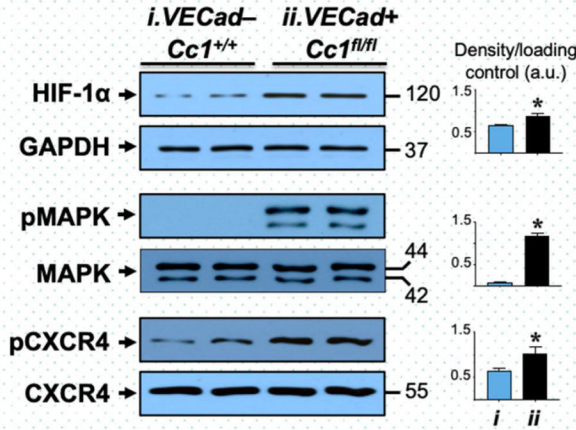 i.VECad– ii.VECad+
Cc1+/+ Cc1fl/fl
Density/loading
control (a.u.)
HIF-1α 120
1.5
0.5
*
GAPDH 37
pMAPK
1.5
0.5
*
MAPK 44
42
pCXCR4
1.5
0.5
*
CXCR4 55
i ii